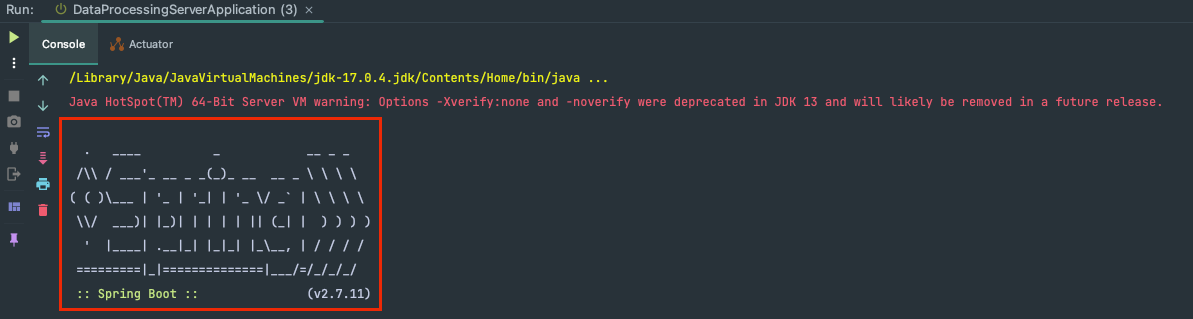 Run: DataProcessingServerApplication (3) ×
Console Actuator
/Library/Java/JavaVirtualMachines/jdk-17.0.4.jdk/Contents/Home/bin/java ...
Java HotSpot(TM) 64-Bit Server VM warning: Options -Xverify:none and -noverify were deprecated in JDK 13 and will likely be removed in a future release.
  .   ____          _            __ _ _
 /\\ / ___'_ __ _ _(_)_ __  __ _ \ \ \ \
( ( )\___ | '_ | '_| | '_ \/ _` | \ \ \ \
 \\/  ___)| |_)| | | | | || (_| |  ) ) ) )
  '  |____| .__|_| |_|_| |_\__, | / / / /
 =========|_|==============|___/=/_/_/_/
 :: Spring Boot ::               (v2.7.11)